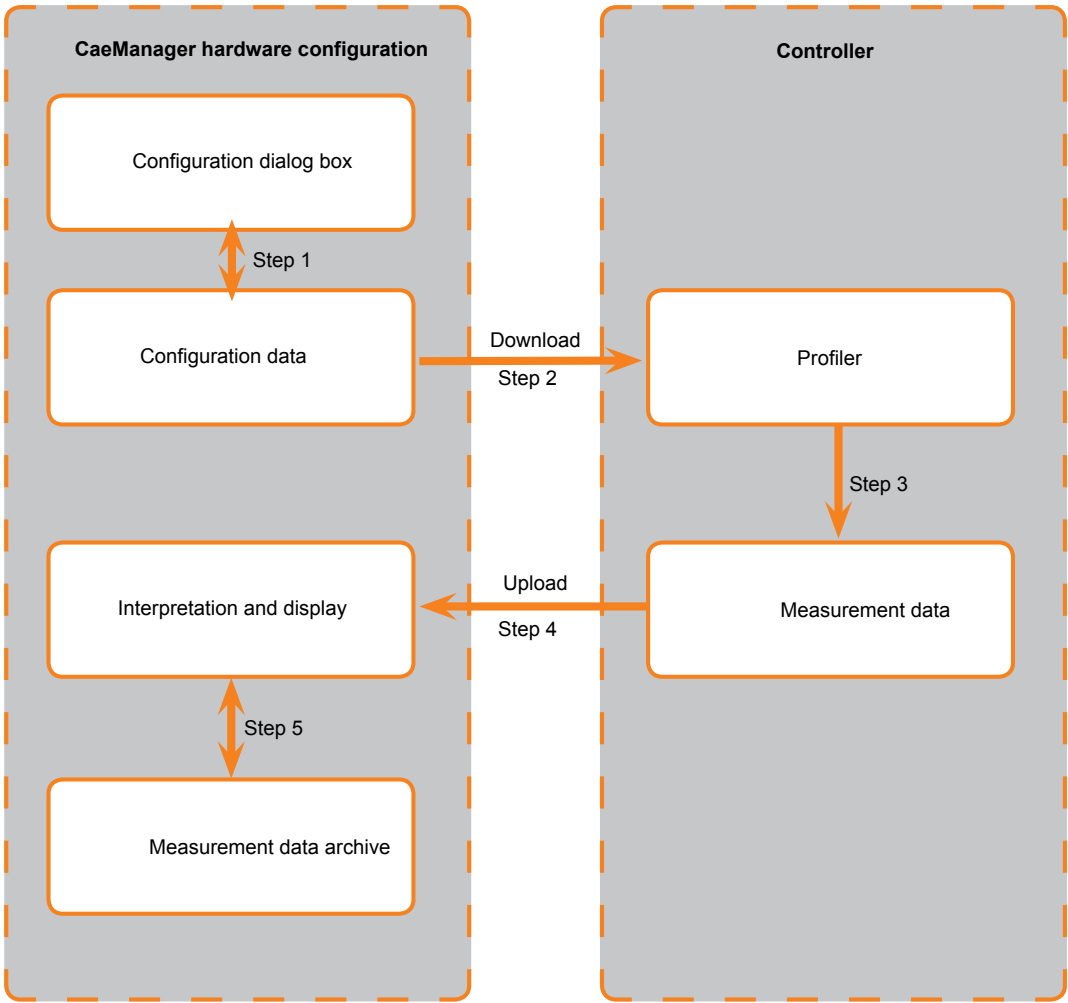 CaeManager hardware configuration
Controller
Configuration dialog box
Step 1
Configuration data
Download
Step 2
Profiler
Step 3
Interpretation and display
Upload
Step 4
Measurement data
Step 5
Measurement data archive